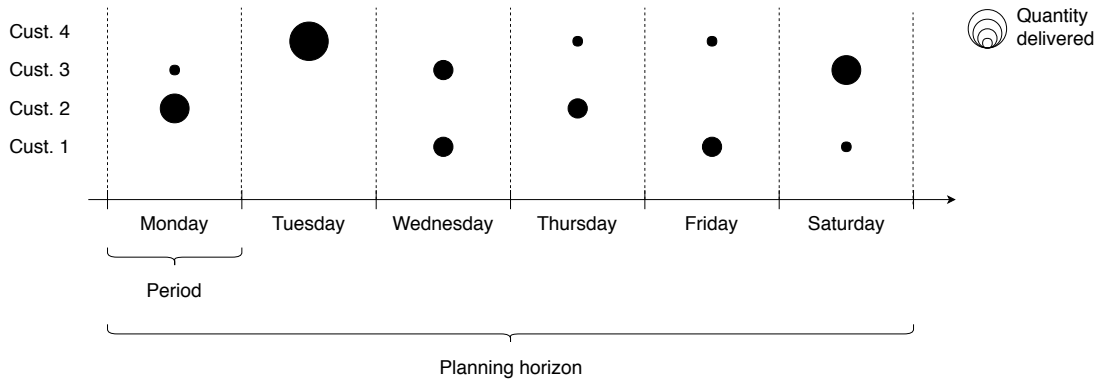 Cust. 4
Cust. 3
Cust. 2
Cust. 1
Quantity
delivered
Monday Tuesday Wednesday Thursday Friday Saturday
Period
Planning horizon